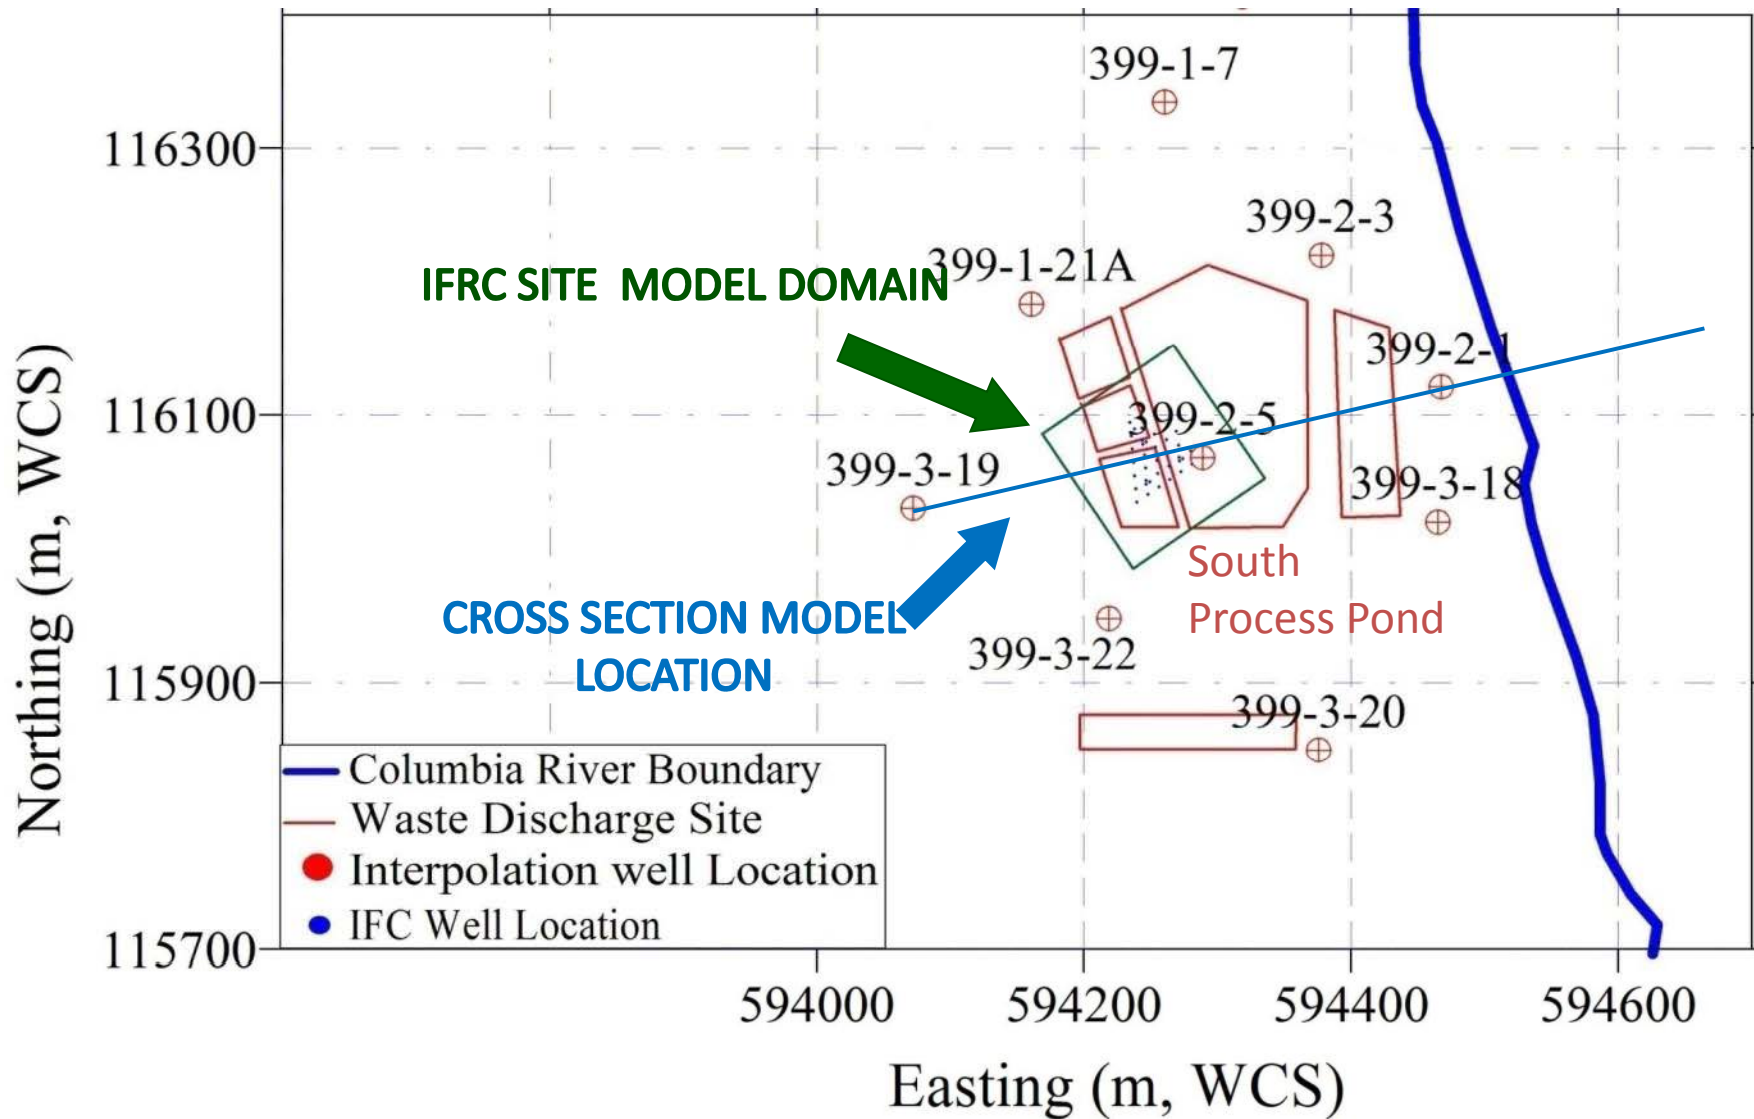 399-1-7
116300
399-2-3
399-1-21A
IFRC SITE MODEL DOMAIN
399-2-1
116100
399-2-5
399-3-19
399-3-18
South
Process Pond
CROSS SECTION MODEL
LOCATION
399-3-22
115900
399-3-20
Columbia River Boundary
Waste Discharge Site
Interpolation well Location
IFC Well Location
115700
594000
594200
594400
594600
Easting (m, WCS)
Northing (m, WCS)